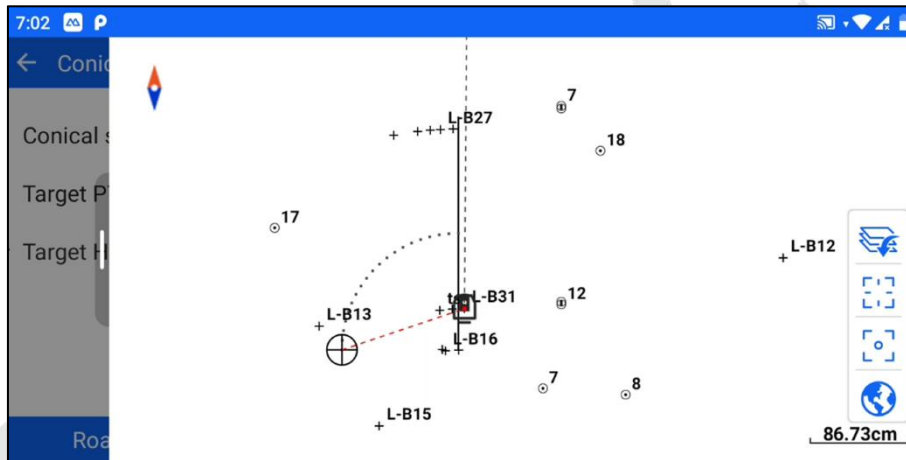 7:02 P
Conic
Conical s
Target P
Target H
Roa
L-B27
7
18
17
L-B12
L-B31
12
L-B13
L-B16
7
8
L-B15
86.73cm